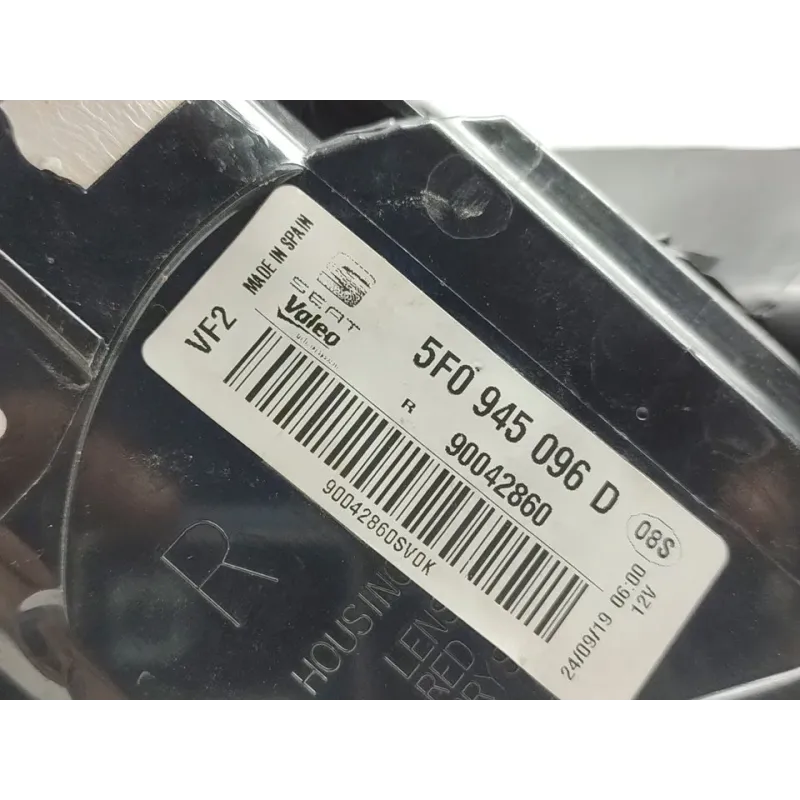 MADE IN SPAIN
SEAT
Valeo
VF2
5F0 945 096 D
R
90042860
08S
90042860SV0K
24/09/19 06:00
12V
R
HOUSING
LENS
RED